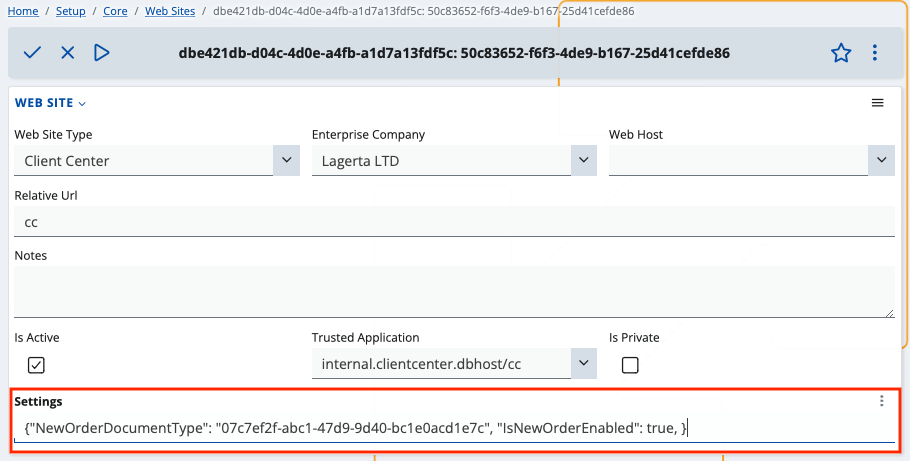 Home / Setup / Core / Web Sites / dbe421db-d04c-4d0e-a4fb-a1d7a13fdf5c: 50c83652-f6f3-4de9-b167-25d41cefde86
dbe421db-d04c-4d0e-a4fb-a1d7a13fdf5c: 50c83652-f6f3-4de9-b167-25d41cefde86
WEB SITE
Web Site Type Enterprise Company Web Host
Client Center Lagerta LTD
Relative Url
cc
Notes
Is Active Trusted Application Is Private
internal.clientcenter.dbhost/cc
Settings
{"NewOrderDocumentType": "07c7ef2f-abc1-47d9-9d40-bc1e0acd1e7c", "IsNewOrderEnabled": true, }